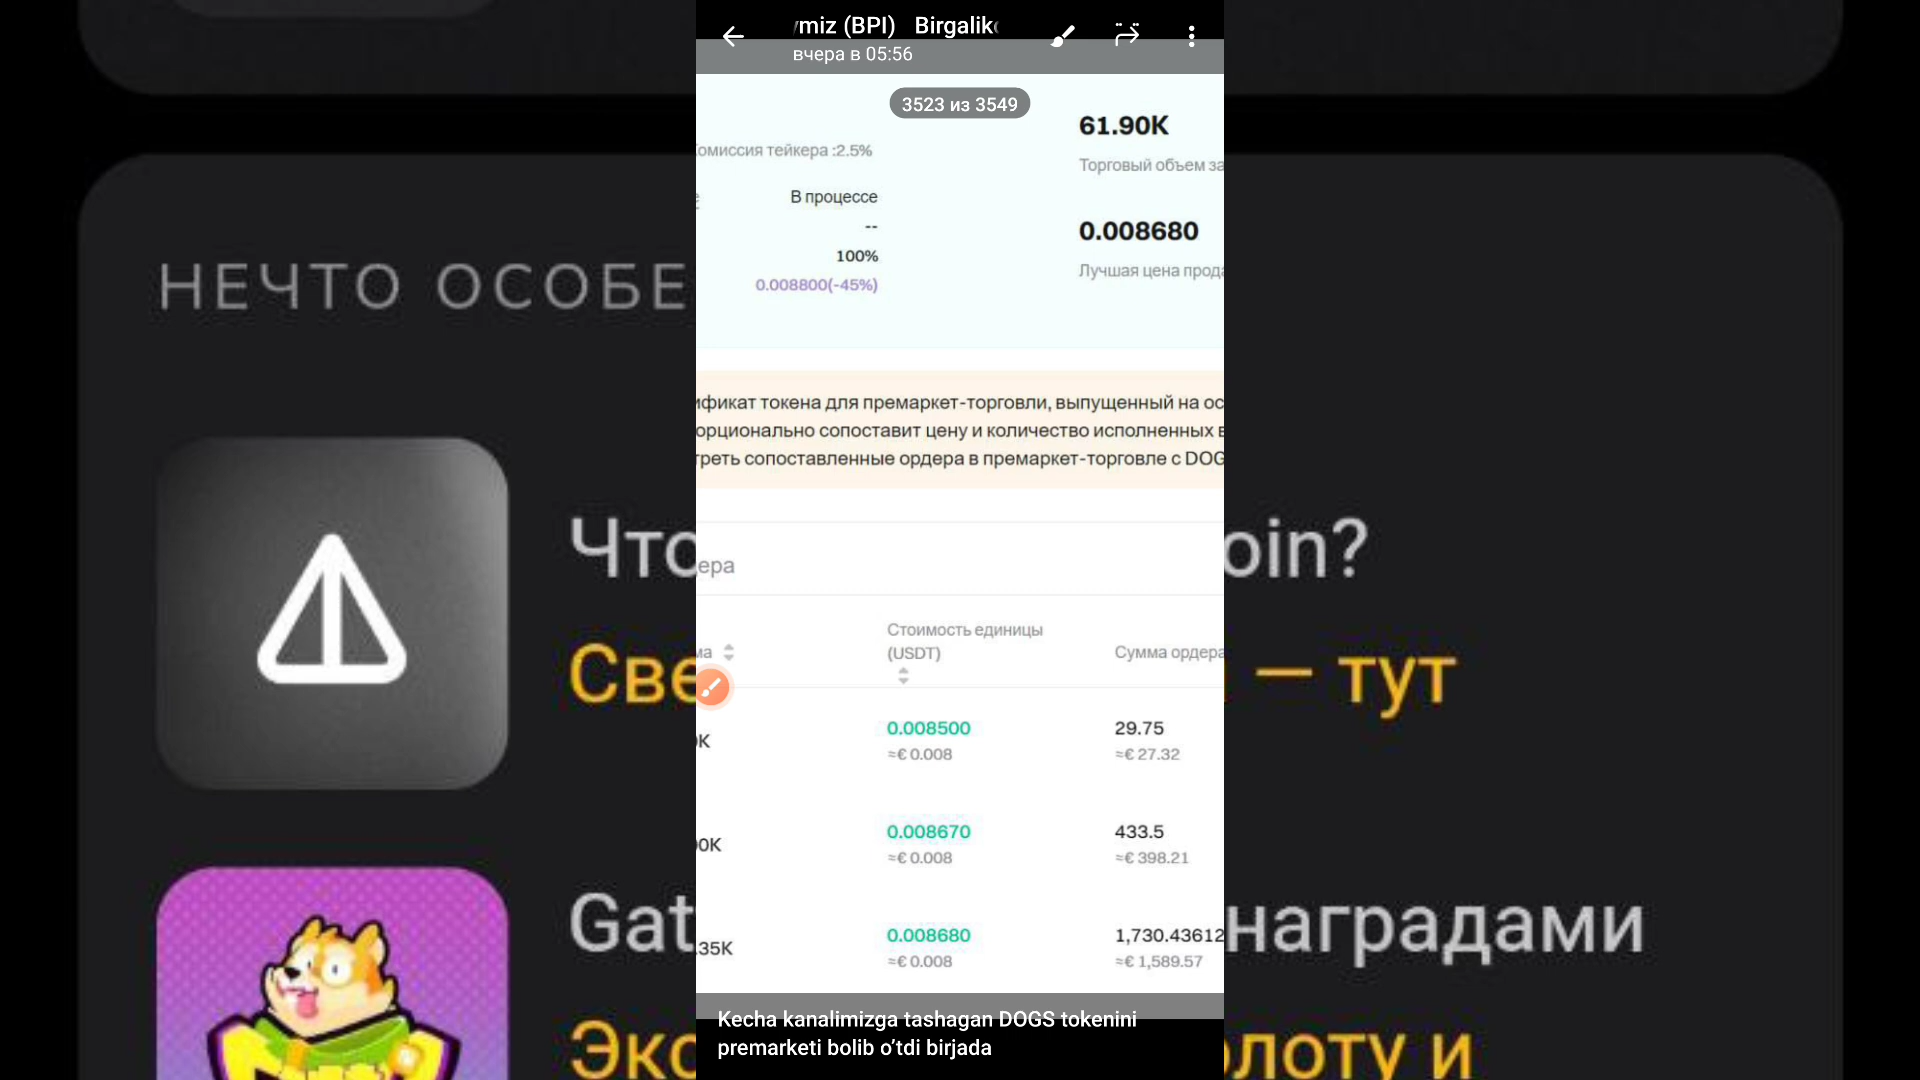 miz (BPI) Birgalik
вчера в 05:56
3523 из 3549
61.90K
омиссия тейкера :2.5%
Торговый объем за
В процессе
--
0.008680
100%
Лучшая цена прода
0.008800(-45%)
НЕЧТО ОСОБЕ
ификат токена для премаркет-торговли, выпущенный на ос
орционально сопоставит цену и количество исполненных в
треть сопоставленные ордера в премаркет-торговле с DOG
Что
oin?
ера
Стоимость единицы
(USDT)
ма
Сумма ордера
Све
— тут
0.008500
29.75
0K
≈€ 0.008
≈€ 27.32
0.008670
433.5
00K
≈€ 0.008
≈€ 398.21
Gat
наградами
0.008680
1,730.43612
.35K
≈€ 0.008
≈€ 1,589.57
Kecha kanalimizga tashagan DOGS tokenini
premarketi bolib o’tdi birjada
Экс
олоту и